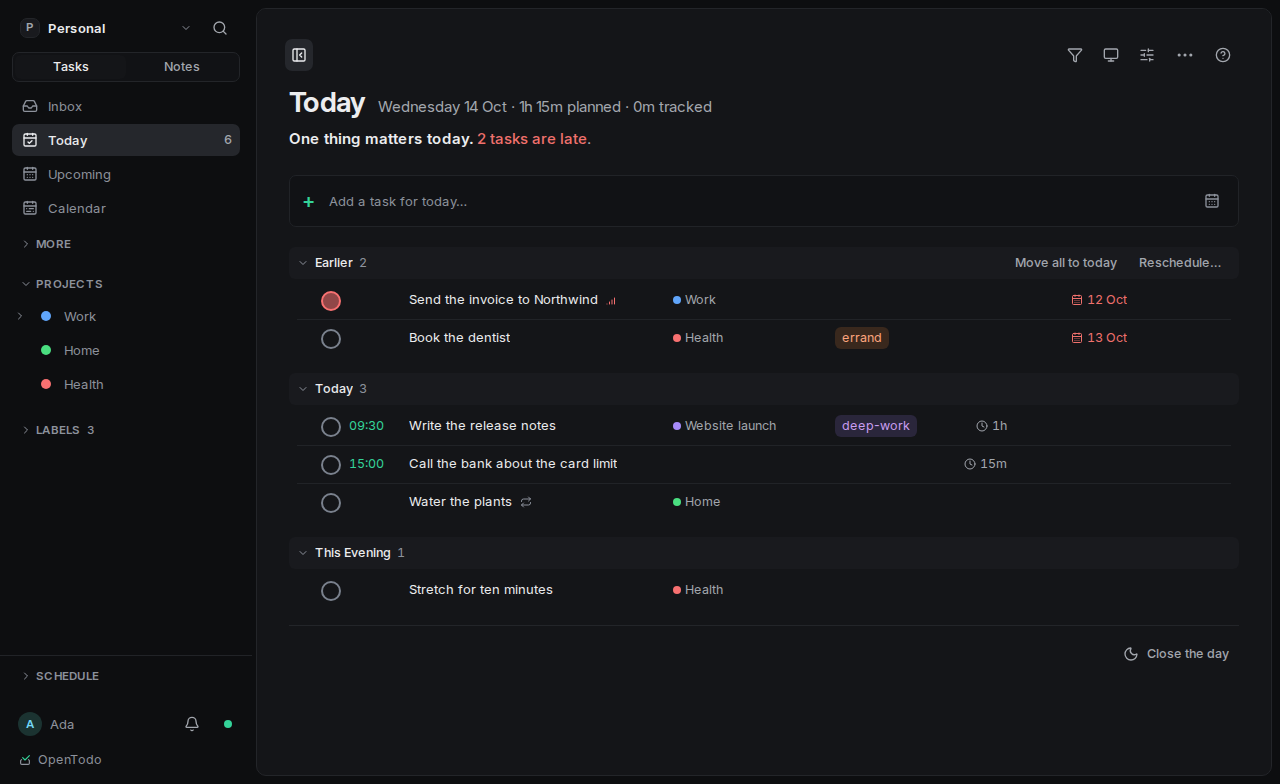 P Personal
Tasks Notes
Inbox
Today 6
Upcoming
Calendar
MORE
PROJECTS
Work
Home
Health
LABELS 3
SCHEDULE
A Ada
OpenTodo
Today Wednesday 14 Oct · 1h 15m planned · 0m tracked
One thing matters today. 2 tasks are late.
+ Add a task for today...
Earlier 2 Move all to today Reschedule...
Send the invoice to Northwind Work 12 Oct
Book the dentist Health errand 13 Oct
Today 3
09:30 Write the release notes Website launch deep-work 1h
15:00 Call the bank about the card limit 15m
Water the plants Home
This Evening 1
Stretch for ten minutes Health
Close the day